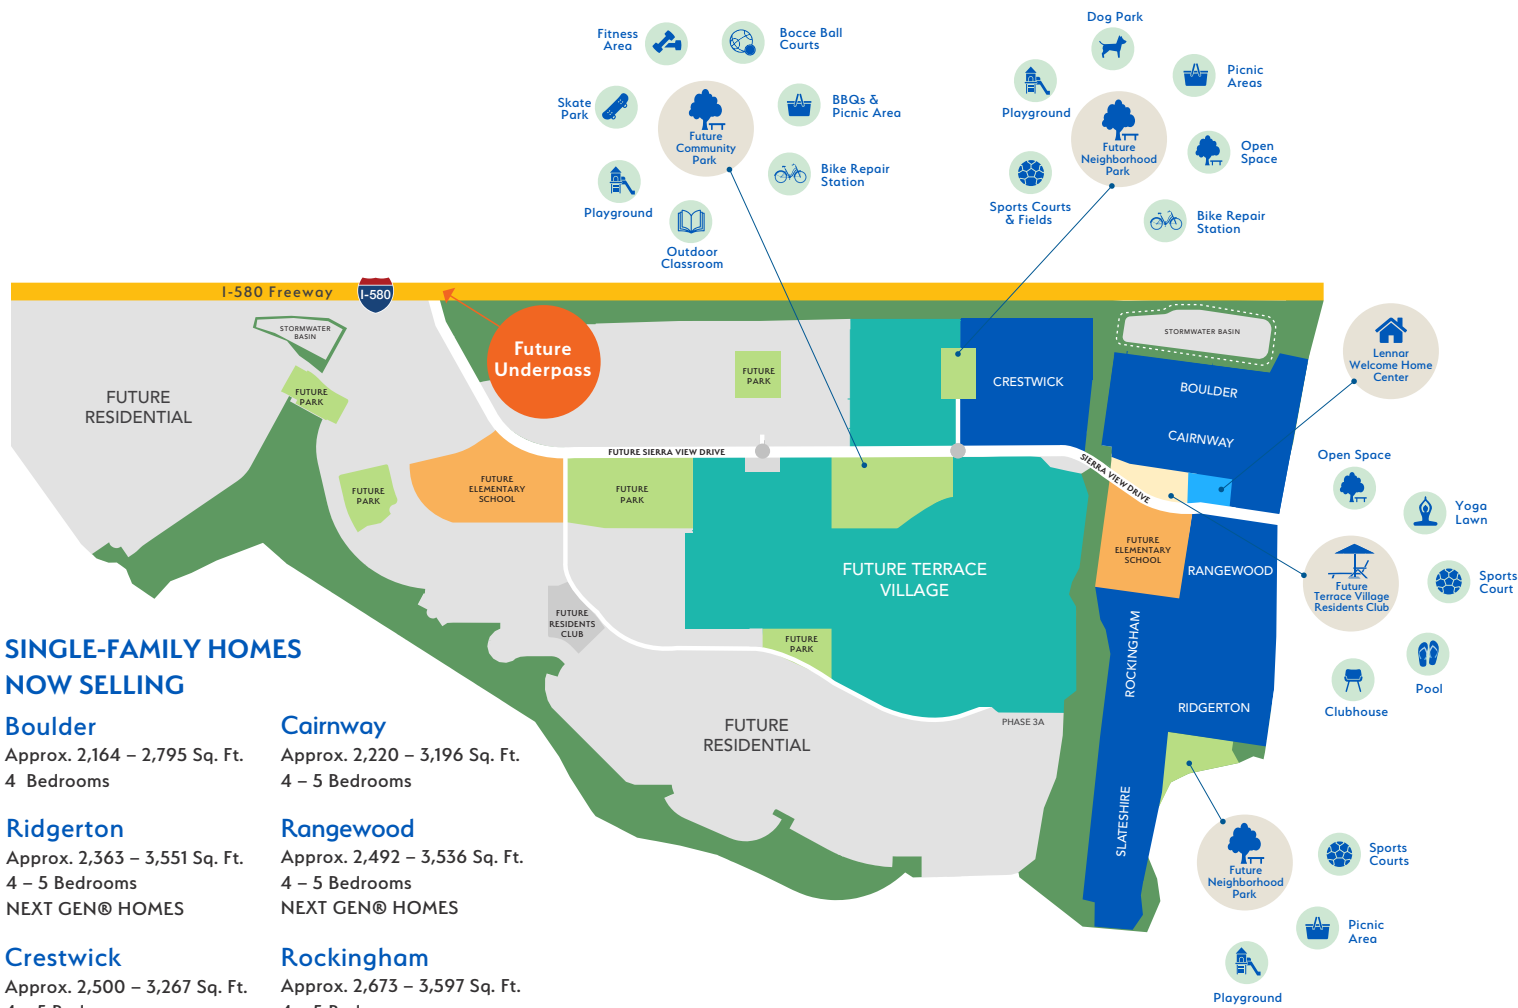 Fitness
Area
Bocce Ball
Courts
Skate
Park
BBQs &
Picnic Area
Future
Community
Park
Playground
Bike Repair
Station
Outdoor
Classroom
Dog Park
Playground
Picnic
Areas
Future
Neighborhood
Park
Open
Space
Sports Courts
& Fields
Bike Repair
Station
I-580 Freeway
I-580
STORMWATER
BASIN
FUTURE
RESIDENTIAL
FUTURE
PARK
Future
Underpass
FUTURE
PARK
CRESTWICK
STORMWATER BASIN
BOULDER
CAIRNWAY
Lennar
Welcome Home
Center
FUTURE SIERRA VIEW DRIVE
SIERRA VIEW DRIVE
FUTURE
PARK
FUTURE
ELEMENTARY
SCHOOL
FUTURE
PARK
FUTURE TERRACE
VILLAGE
FUTURE
ELEMENTARY
SCHOOL
RANGEWOOD
Open Space
Yoga
Lawn
Future
Terrace Village
Residents Club
Sports
Court
Pool
Clubhouse
FUTURE
RESIDENTS
CLUB
FUTURE
PARK
ROCKINGHAM
RIDGERTON
PHASE 3A
FUTURE
RESIDENTIAL
SLATESHIRE
Future
Neighborhood
Park
Sports
Courts
Picnic
Area
Playground
SINGLE-FAMILY HOMES
NOW SELLING
Boulder
Approx. 2,164 – 2,795 Sq. Ft.
4 Bedrooms
Cairnway
Approx. 2,220 – 3,196 Sq. Ft.
4 – 5 Bedrooms
Ridgerton
Approx. 2,363 – 3,551 Sq. Ft.
4 – 5 Bedrooms
NEXT GEN® HOMES
Rangewood
Approx. 2,492 – 3,536 Sq. Ft.
4 – 5 Bedrooms
NEXT GEN® HOMES
Crestwick
Approx. 2,500 – 3,267 Sq. Ft.
Rockingham
Approx. 2,673 – 3,597 Sq. Ft.